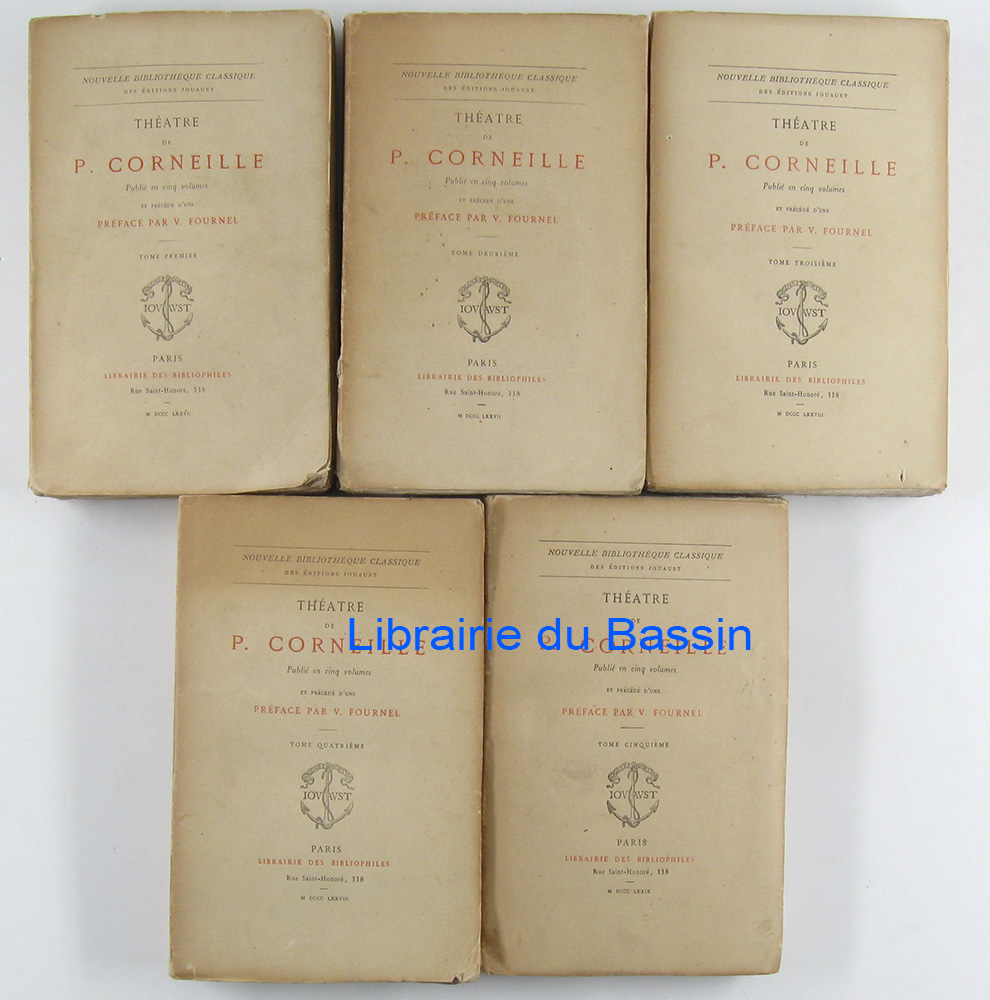 NOUVELLE BIBLIOTHÈQUE CLASSIQUE
DES ÉDITIONS JOUAUST
THÉATRE
DE
P. CORNEILLE
Publié en cinq volumes
ET PRÉCÉDÉ D'UNE
PRÉFACE PAR V. FOURNEL
TOME PREMIER
IOVAVST
PARIS
LIBRAIRIE DES BIBLIOPHILES
Rue Saint-Honoré, 338
M DCCC LXXVII
NOUVELLE BIBLIOTHÈQUE CLASSIQUE
DES ÉDITIONS JOUAUST
THÉATRE
DE
P. CORNEILLE
Publié en cinq volumes
ET PRÉCÉDÉ D'UNE
PRÉFACE PAR V. FOURNEL
TOME DEUXIÈME
IOVAVST
PARIS
LIBRAIRIE DES BIBLIOPHILES
Rue Saint-Honoré, 338
M DCCC LXXVII
NOUVELLE BIBLIOTHÈQUE CLASSIQUE
DES ÉDITIONS JOUAUST
THÉATRE
DE
P. CORNEILLE
Publié en cinq volumes
ET PRÉCÉDÉ D'UNE
PRÉFACE PAR V. FOURNEL
TOME TROISIÈME
IOVAVST
PARIS
LIBRAIRIE DES BIBLIOPHILES
Rue Saint-Honoré, 338
M DCCC LXXVIII
NOUVELLE BIBLIOTHÈQUE CLASSIQUE
DES ÉDITIONS JOUAUST
THÉATRE
DE
P. CORNEILLE
Publié en cinq volumes
ET PRÉCÉDÉ D'UNE
PRÉFACE PAR V. FOURNEL
TOME QUATRIÈME
IOVAVST
PARIS
LIBRAIRIE DES BIBLIOPHILES
Rue Saint-Honoré, 338
M DCCC LXXVIII
NOUVELLE BIBLIOTHÈQUE CLASSIQUE
DES ÉDITIONS JOUAUST
THÉATRE
DE
P. CORNEILLE
Publié en cinq volumes
ET PRÉCÉDÉ D'UNE
PRÉFACE PAR V. FOURNEL
TOME CINQUIÈME
IOVAVST
PARIS
LIBRAIRIE DES BIBLIOPHILES
Rue Saint-Honoré, 338
M DCCC LXXIX
Librairie du Bassin